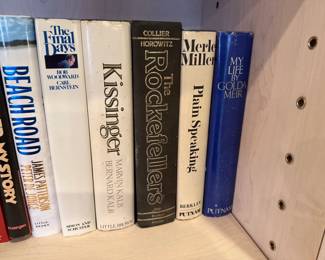 MY STORY
BEACH ROAD
JAMES PATTERSON
LITTLE, BROWN
The Final Days
BOB WOODWARD
CARL BERNSTEIN
SIMON AND SCHUSTER
Kissinger
MARVIN KALB
BERNARD KALB
LITTLE BROWN
COLLIER
HOROWITZ
The
Rockefellers
Merle
Miller
Plain Speaking
BERKLEY
PUTNAM
MY LIFE
BY GOLDA
MEIR
PUTNAM